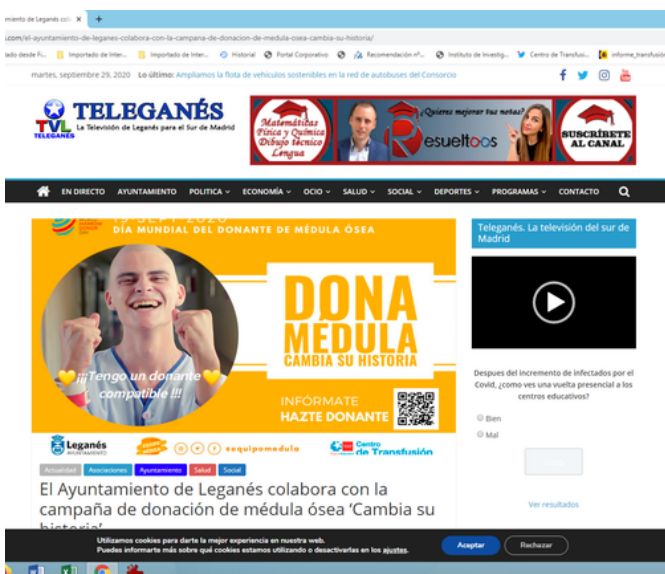 miento de Leganés col
.com/el-ayuntamiento-de-leganes-colabora-con-la-campana-de-donacion-de-medula-osea-cambia-su-historia/
tado desde Fi...
Importado de Inter...
Importado de Inter...
Historial
Portal Corporativo
Recomendación nº...
Instituto de Investig...
Centro de Transfusi...
informe_transfusión
martes, septiembre 29, 2020
Lo último: Ampliamos la flota de vehículos sostenibles en la red de autobuses del Consorcio
TVL
TELEGANÉS
TELEGANÉS
La Televisión de Leganés para el Sur de Madrid
Matemáticas
Física y Química
Dibujo técnico
Lengua
¿Quieres mejorar tus notas?
Resueltoos
SUSCRÍBETE
AL CANAL
EN DIRECTO
AYUNTAMIENTO
POLITICA
ECONOMÍA
OCIO
SALUD
SOCIAL
DEPORTES
PROGRAMAS
CONTACTO
19 SEPT 2020
DÍA MUNDIAL DEL DONANTE DE MÉDULA ÓSEA
DONA
MÉDULA
CAMBIA SU HISTORIA
¡¡¡Tengo un donante
compatible !!!
INFÓRMATE
HAZTE DONANTE
Leganés
AYUNTAMIENTO
#equipomedula
Centro
de Transfusión
Actualidad
Asociaciones
Ayuntamiento
Salud
Social
El Ayuntamiento de Leganés colabora con la
campaña de donación de médula ósea ‘Cambia su
historia’
Teleganés. La televisión del sur de
Madrid
Despues del incremento de infectados por el
Covid, ¿como ves una vuelta presencial a los
centros educativos?
Bien
Mal
Ver resultados
Utilizamos cookies para darte la mejor experiencia en nuestra web.
Puedes informarte más sobre qué cookies estamos utilizando o desactivarlas en los ajustes.
Aceptar
Rechazar